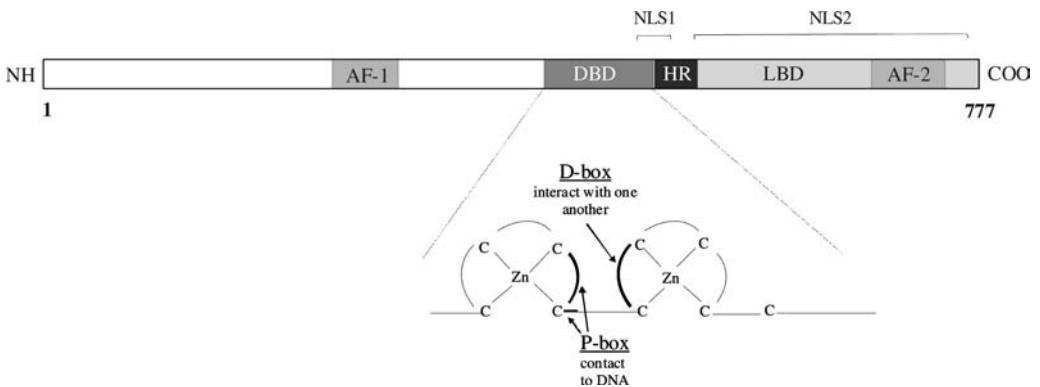 NLS1
NLS2
NH
AF-1
DBD
HR
LBD
AF-2
COO
1
777
D-box
interact with one
another
C
C
C
C
Zn
Zn
C
C
C
C
C
P-box
contact
to DNA